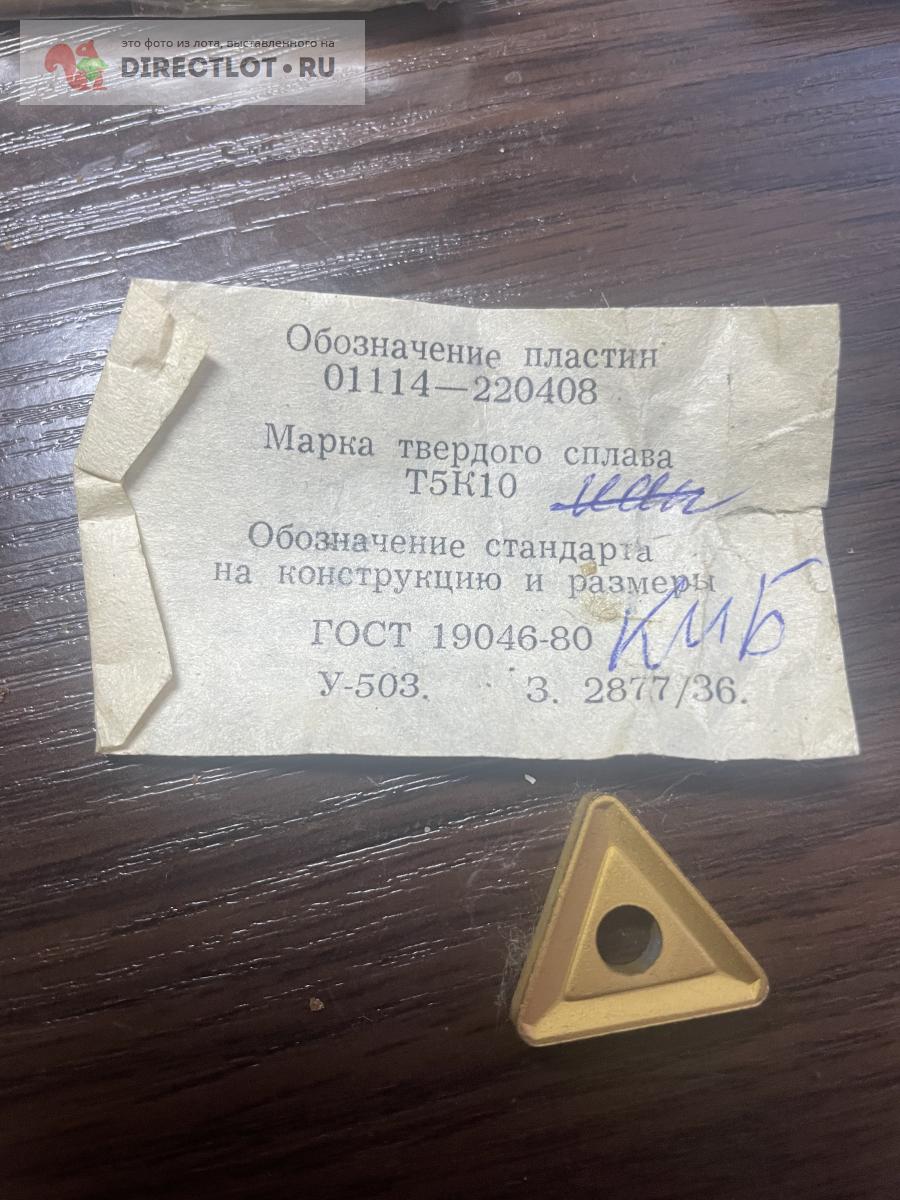 это фото из лота, выставленного на
DIRECTLOT.RU
Обозначение пластин
01114—220408
Марка твердого сплава
Т5К10
Обозначение стандарта
на конструкцию и размеры
ГОСТ 19046-80 КИБ
У-503. З. 2877/36.